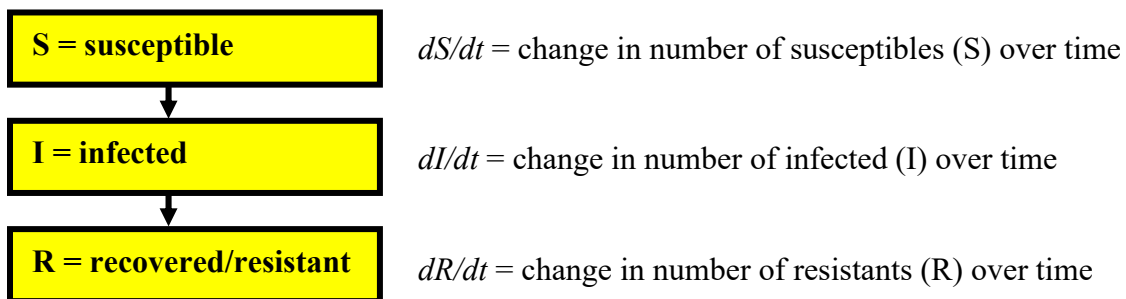 S = susceptible
dS/dt = change in number of susceptibles (S) over time
I = infected
dI/dt = change in number of infected (I) over time
R = recovered/resistant
dR/dt = change in number of resistants (R) over time